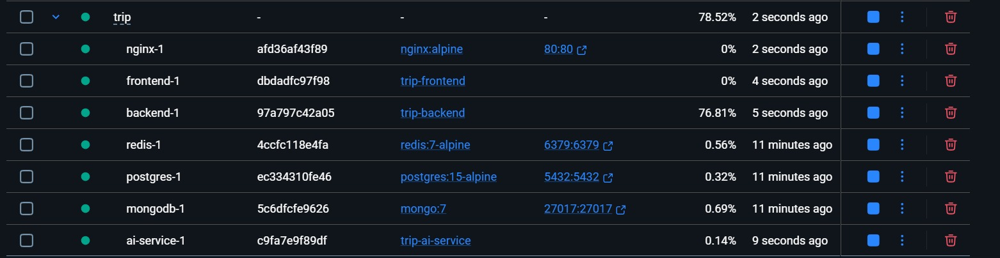 trip - - - 78.52% 2 seconds ago
nginx-1 afd36af43f89 nginx:alpine 80:80 0% 2 seconds ago
frontend-1 dbdadfc97f98 trip-frontend 0% 4 seconds ago
backend-1 97a797c42a05 trip-backend 76.81% 5 seconds ago
redis-1 4ccfc118e4fa redis:7-alpine 6379:6379 0.56% 11 minutes ago
postgres-1 ec334310fe46 postgres:15-alpine 5432:5432 0.32% 11 minutes ago
mongodb-1 5c6dfcfe9626 mongo:7 27017:27017 0.69% 11 minutes ago
ai-service-1 c9fa7e9f89df trip-ai-service 0.14% 9 seconds ago